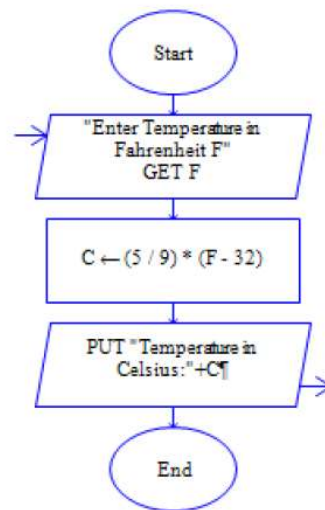 Start
"Enter Temperature in
Fahrenheit F"
GET F
C ← (5 / 9) * (F - 32)
PUT "Temperature in
Celsius:"+C¶
End